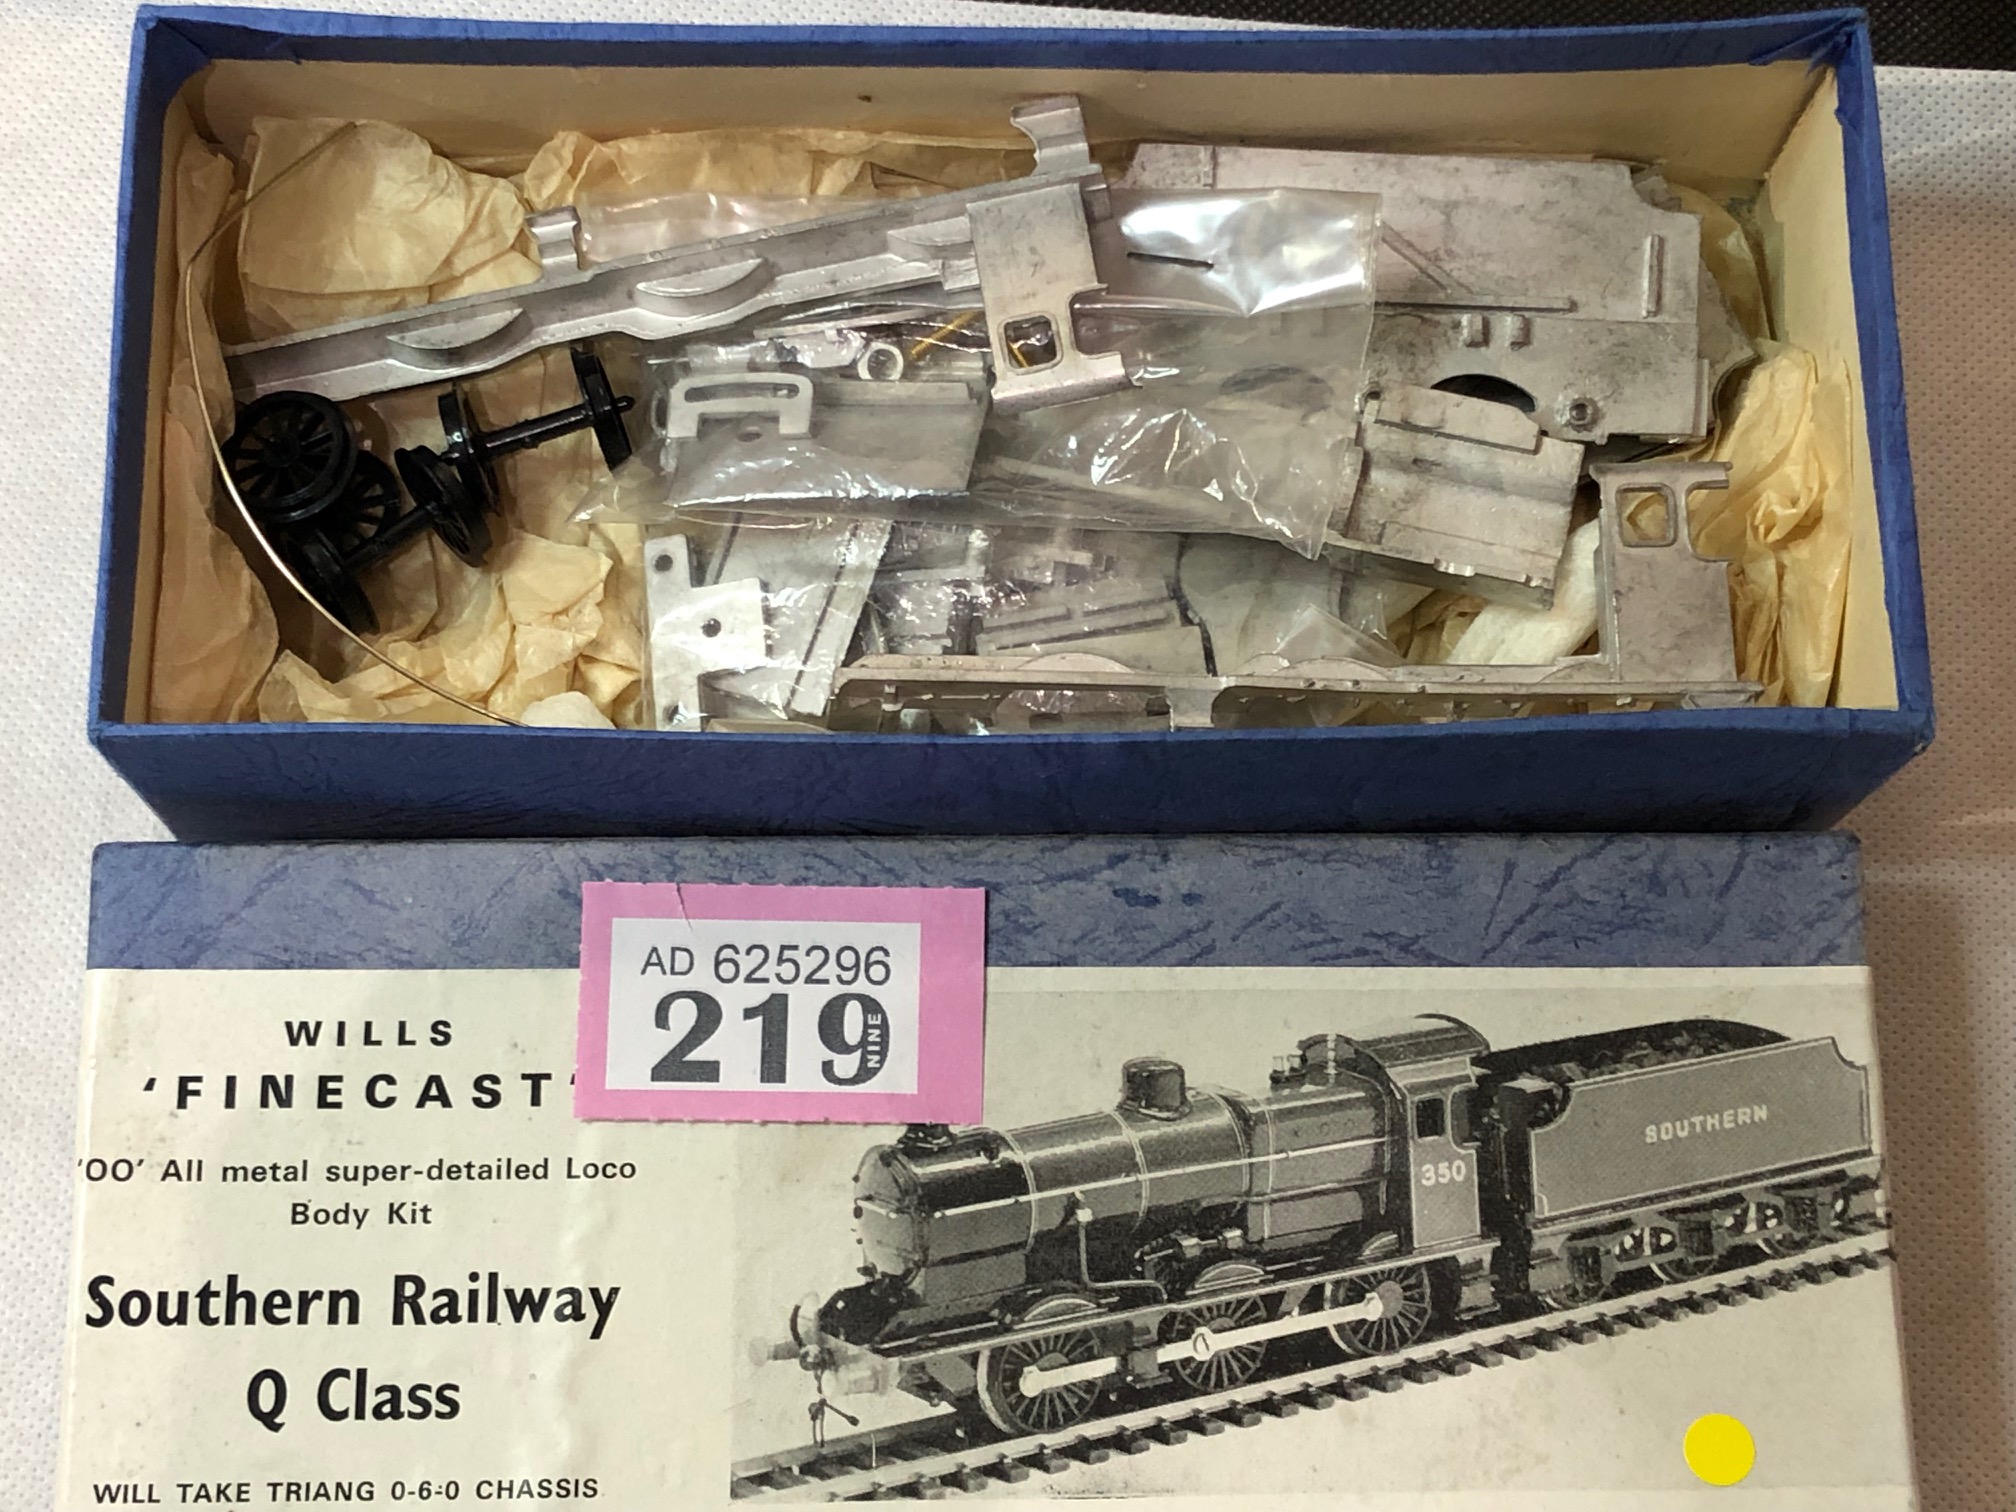 AD 625296
219
NINE
WILLS
'FINECAST'
'OO' All metal super-detailed Loco
Body Kit
Southern Railway
Q Class
WILL TAKE TRIANG 0-6-0 CHASSIS
350
SOUTHERN